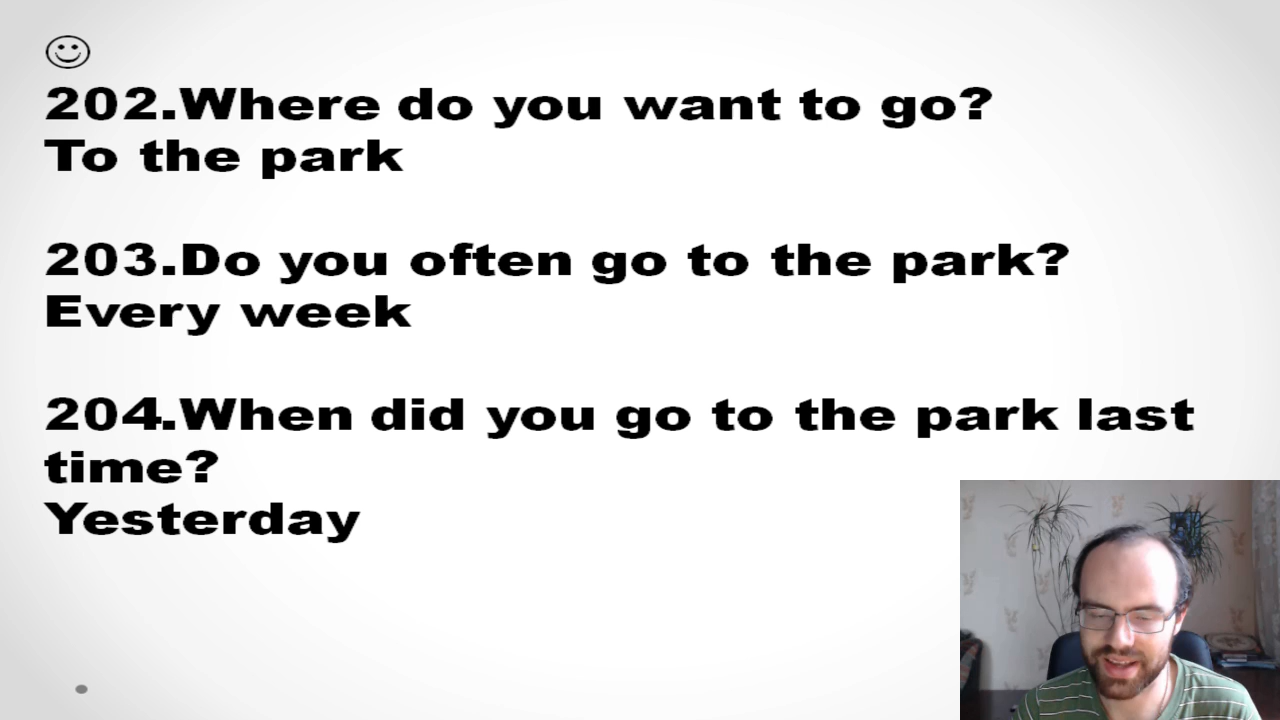 202.Where do you want to go?
To the park
203.Do you often go to the park?
Every week
204.When did you go to the park last
time?
Yesterday